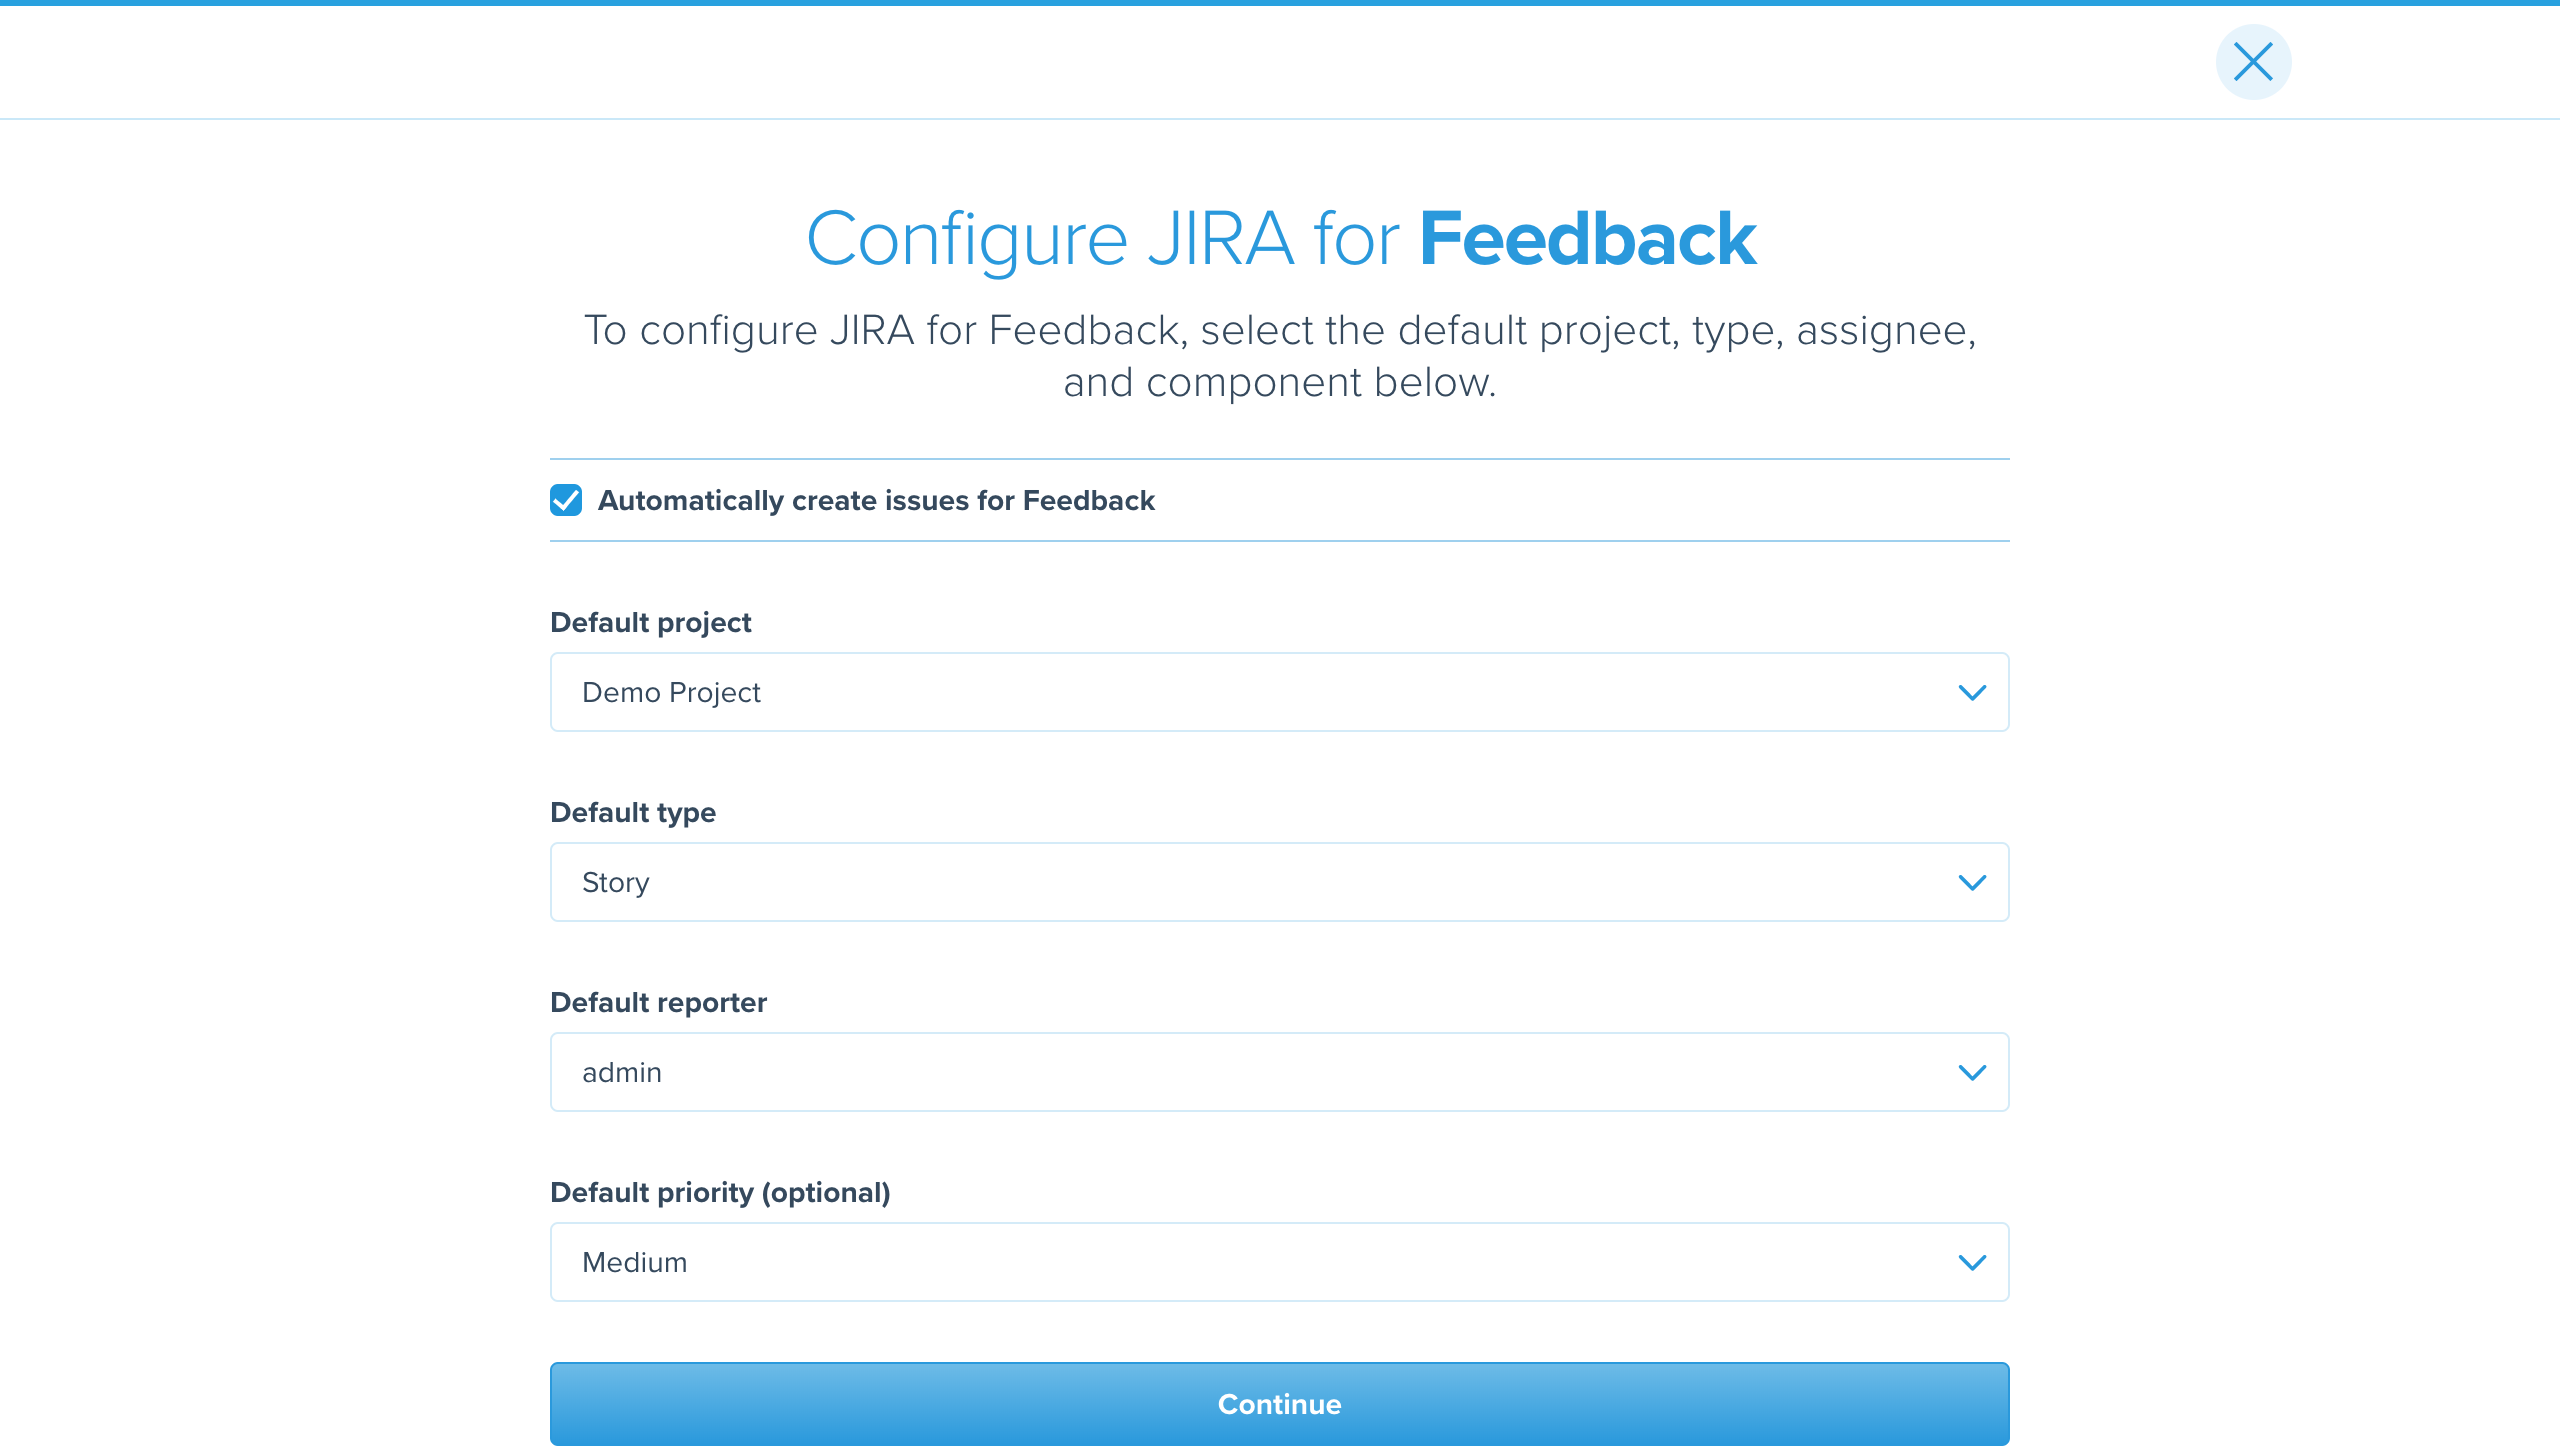 Configure JIRA for Feedback
To configure JIRA for Feedback, select the default project, type, assignee,
and component below.
Automatically create issues for Feedback
Default project
Demo Project
Default type
Story
Default reporter
admin
Default priority (optional)
Medium
Continue